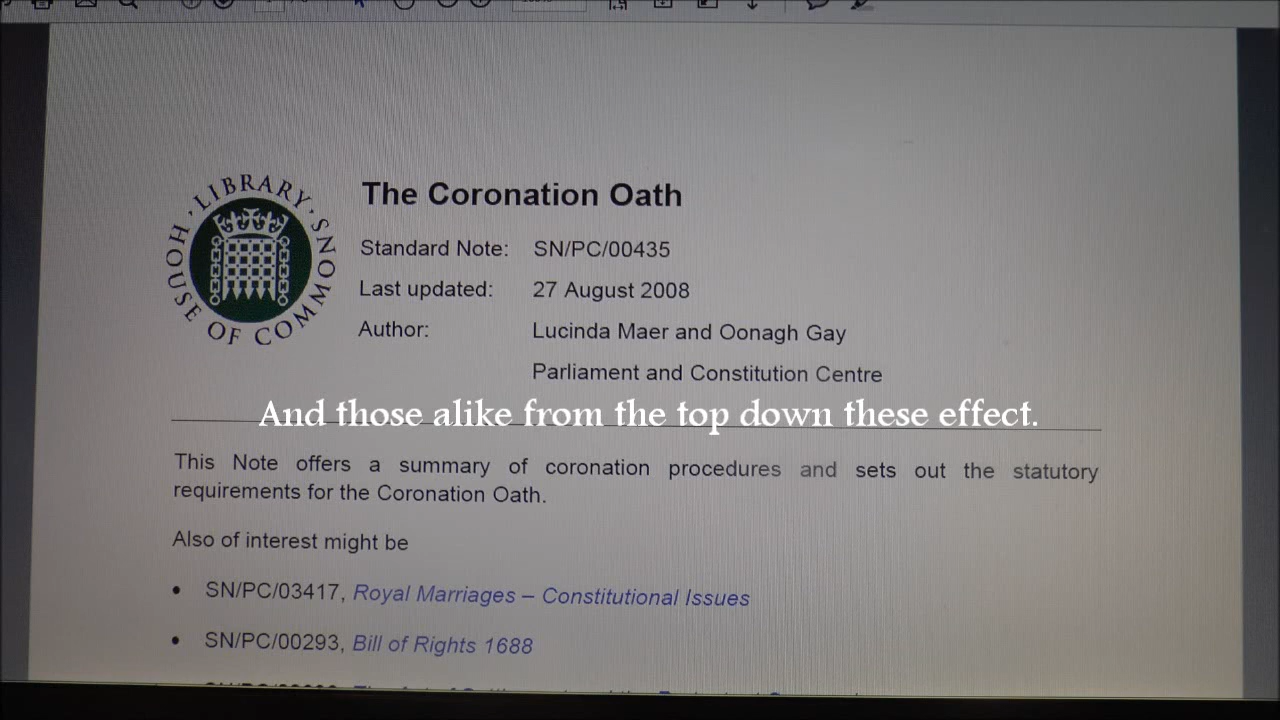 HOUSE OF COMMONS · LIBRARY ·
The Coronation Oath
Standard Note: SN/PC/00435
Last updated: 27 August 2008
Author: Lucinda Maer and Oonagh Gay
Parliament and Constitution Centre
And those alike from the top down these effect.
This Note offers a summary of coronation procedures and sets out the statutory
requirements for the Coronation Oath.
Also of interest might be
• SN/PC/03417, Royal Marriages – Constitutional Issues
• SN/PC/00293, Bill of Rights 1688